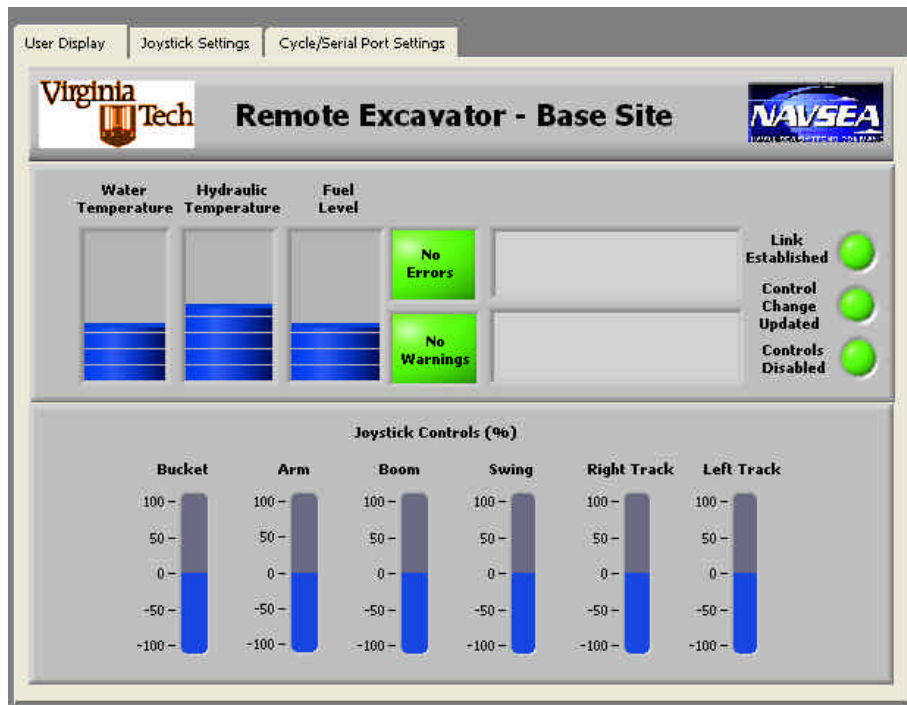 User Display
Joystick Settings
Cycle/Serial Port Settings
Virginia
Tech
Remote Excavator - Base Site
NAVSEA
Water
Temperature
Hydraulic
Temperature
Fuel
Level
No
Errors
No
Warnings
Link
Established
Control
Change
Updated
Controls
Disabled
Joystick Controls (%)
Bucket
100
50
0
-50
-100
Arm
100
50
0
-50
-100
Boom
100
50
0
-50
-100
Swing
100
50
0
-50
-100
Right Track
100
50
0
-50
-100
Left Track
100
50
0
-50
-100